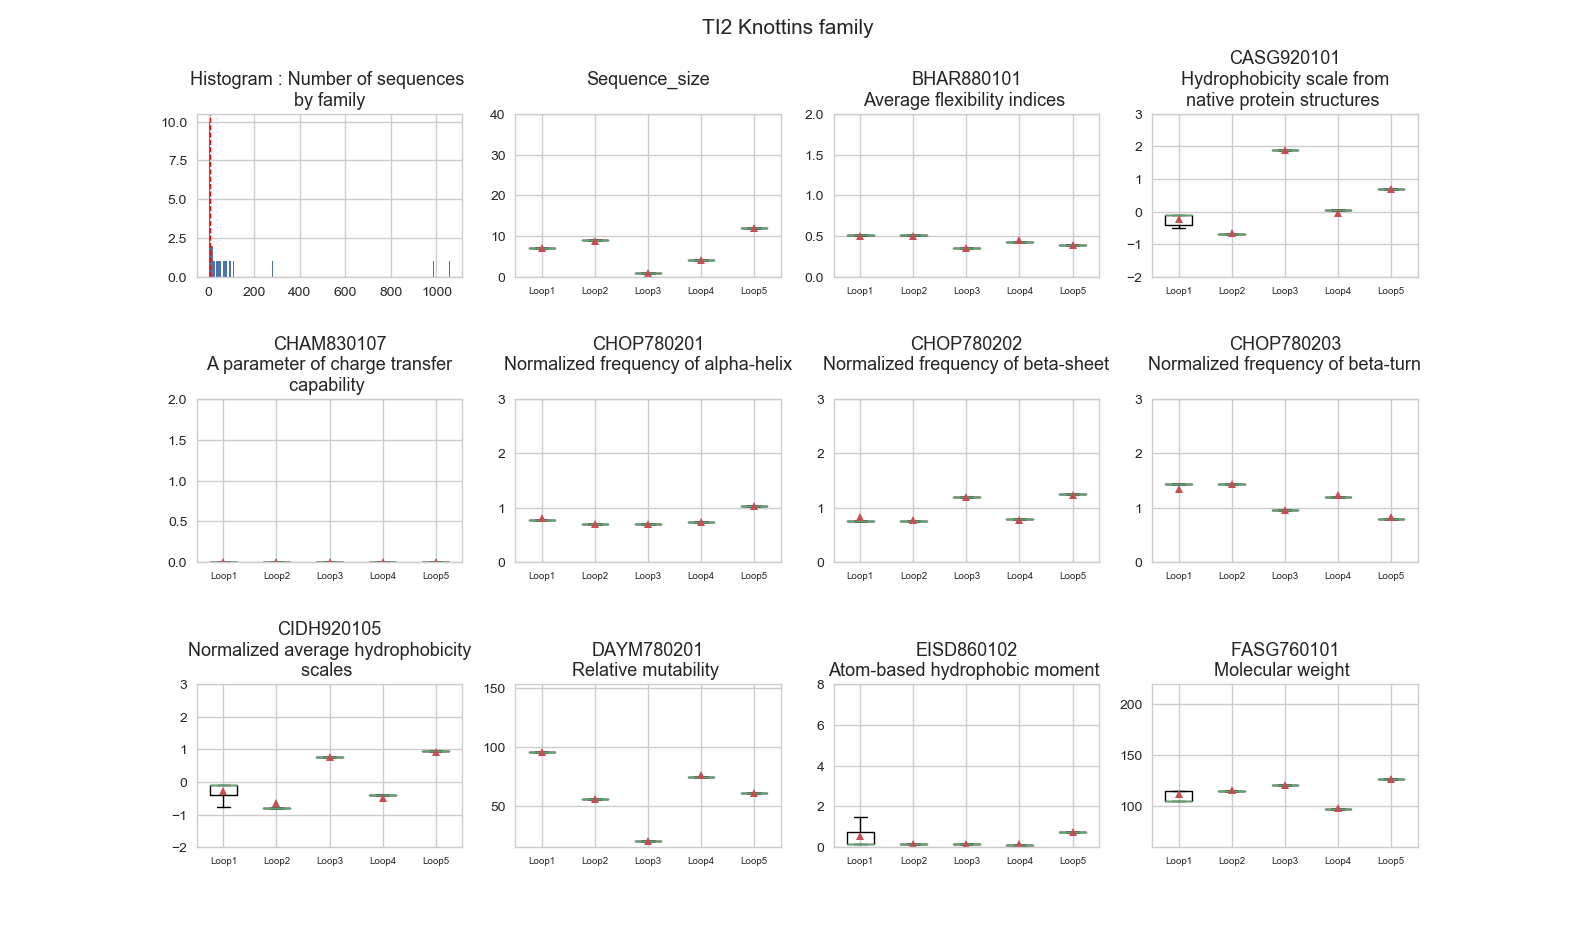 TI2 Knottins family
Histogram : Number of sequences
by family
10.0
7.5
5.0
2.5
0.0
0 200 400 600 800 1000
Sequence_size
40
30
20
10
0
Loop1 Loop2 Loop3 Loop4 Loop5
BHAR880101
Average flexibility indices
2.0
1.5
1.0
0.5
0.0
Loop1 Loop2 Loop3 Loop4 Loop5
CASG920101
Hydrophobicity scale from
native protein structures
3
2
1
0
−1
−2
Loop1 Loop2 Loop3 Loop4 Loop5
CHAM830107
A parameter of charge transfer
capability
2.0
1.5
1.0
0.5
0.0
Loop1 Loop2 Loop3 Loop4 Loop5
CHOP780201
Normalized frequency of alpha-helix
3
2
1
0
Loop1 Loop2 Loop3 Loop4 Loop5
CHOP780202
Normalized frequency of beta-sheet
3
2
1
0
Loop1 Loop2 Loop3 Loop4 Loop5
CHOP780203
Normalized frequency of beta-turn
3
2
1
0
Loop1 Loop2 Loop3 Loop4 Loop5
CIDH920105
Normalized average hydrophobicity
scales
3
2
1
0
−1
−2
Loop1 Loop2 Loop3 Loop4 Loop5
DAYM780201
Relative mutability
150
100
50
Loop1 Loop2 Loop3 Loop4 Loop5
EISD860102
Atom-based hydrophobic moment
8
6
4
2
0
Loop1 Loop2 Loop3 Loop4 Loop5
FASG760101
Molecular weight
200
150
100
Loop1 Loop2 Loop3 Loop4 Loop5